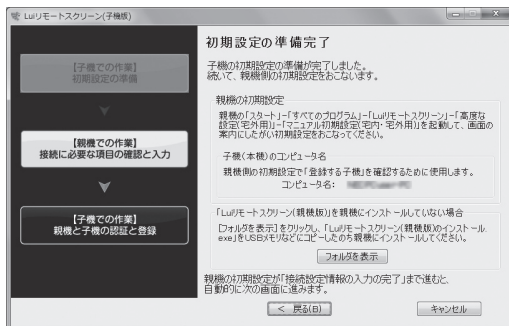 Luiリモートスクリーン(子機版)
【子機での作業】
初期設定の準備
【親機での作業】
接続に必要な項目の確認と入力
【子機での作業】
親機と子機の認証と登録
初期設定の準備完了
子機の初期設定の準備が完了しました。
続いて、親機側の初期設定をおこないます。
親機の初期設定
親機の「スタート」-「すべてのプログラム」-「Luiリモートスクリーン」-「高度な
設定(宅外用)」-「マニュアル初期設定(宅内・宅外用)」を起動して、画面の
案内にしたがい初期設定をおこなってください。
子機(本機)のコンピュータ名
親機側の初期設定で「登録する子機」を確認するために使用します。
コンピュータ名:
「Luiリモートスクリーン(親機版)」を親機にインストールしていない場合
[フォルダを表示]をクリックし、「Luiリモートスクリーン(親機版)のインストール.
exe」をUSBメモリなどにコピーしたのち親機にインストールしてください。
フォルダを表示
親機の初期設定が「接続設定情報の入力の完了」まで進むと、
自動的に次の画面に進みます。
< 戻る(B)
キャンセル